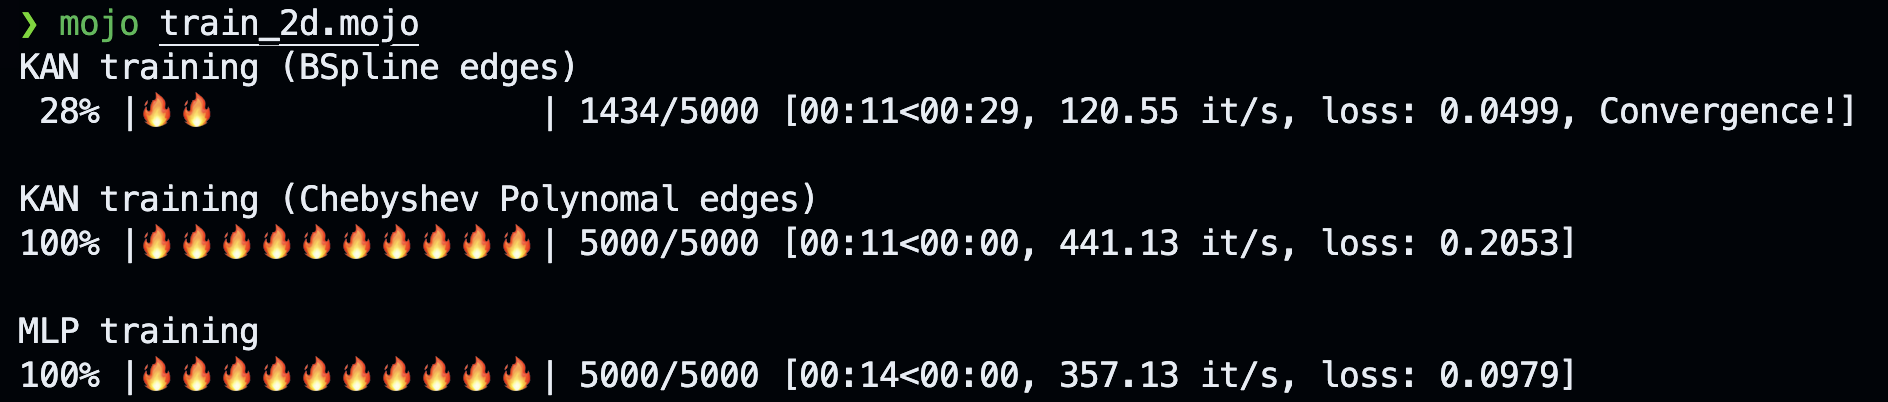 ❯ mojo train_2d.mojo
KAN training (BSpline edges)
28% |🔥🔥 | 1434/5000 [00:11<00:29, 120.55 it/s, loss: 0.0499, Convergence!]
KAN training (Chebyshev Polynomal edges)
100% |🔥🔥🔥🔥🔥🔥🔥🔥🔥🔥| 5000/5000 [00:11<00:00, 441.13 it/s, loss: 0.2053]
MLP training
100% |🔥🔥🔥🔥🔥🔥🔥🔥🔥🔥| 5000/5000 [00:14<00:00, 357.13 it/s, loss: 0.0979]